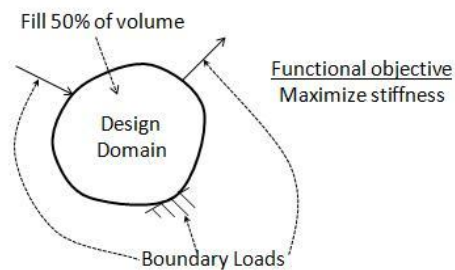 Fill 50% of volume
Functional objective
Maximize stiffness
Design
Domain
Boundary Loads